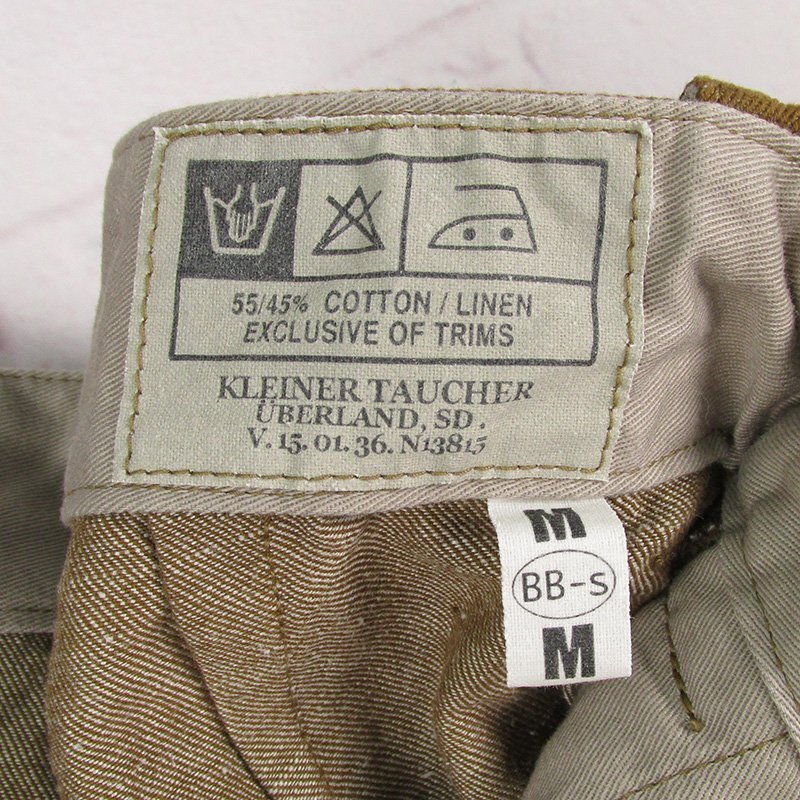 55/45% COTTON / LINEN
EXCLUSIVE OF TRIMS
KLEINER TAUCHER
ÜBERLAND, SD.
V. 15. 01. 36. N13815
M
BB-S
M